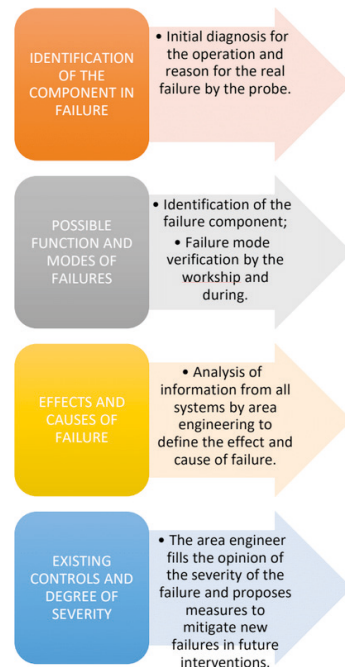 IDENTIFICATION
OF THE
COMPONENT IN
FAILURE
• Initial diagnosis for
the operation and
reason for the real
failure by the probe.
POSSIBLE
FUNCTION AND
MODES OF
FAILURES
• Identification of the
failure component;
• Failure mode
verification by the
workship and
during.
EFFECTS AND
CAUSES OF
FAILURE
• Analysis of
information from all
systems by area
engineering to
define the effect and
cause of failure.
EXISTING
CONTROLS AND
DEGREE OF
SEVERITY
• The area engineer
fills the opinion of
the severity of the
failure and proposes
measures to
mitigate new
failures in future
interventions.